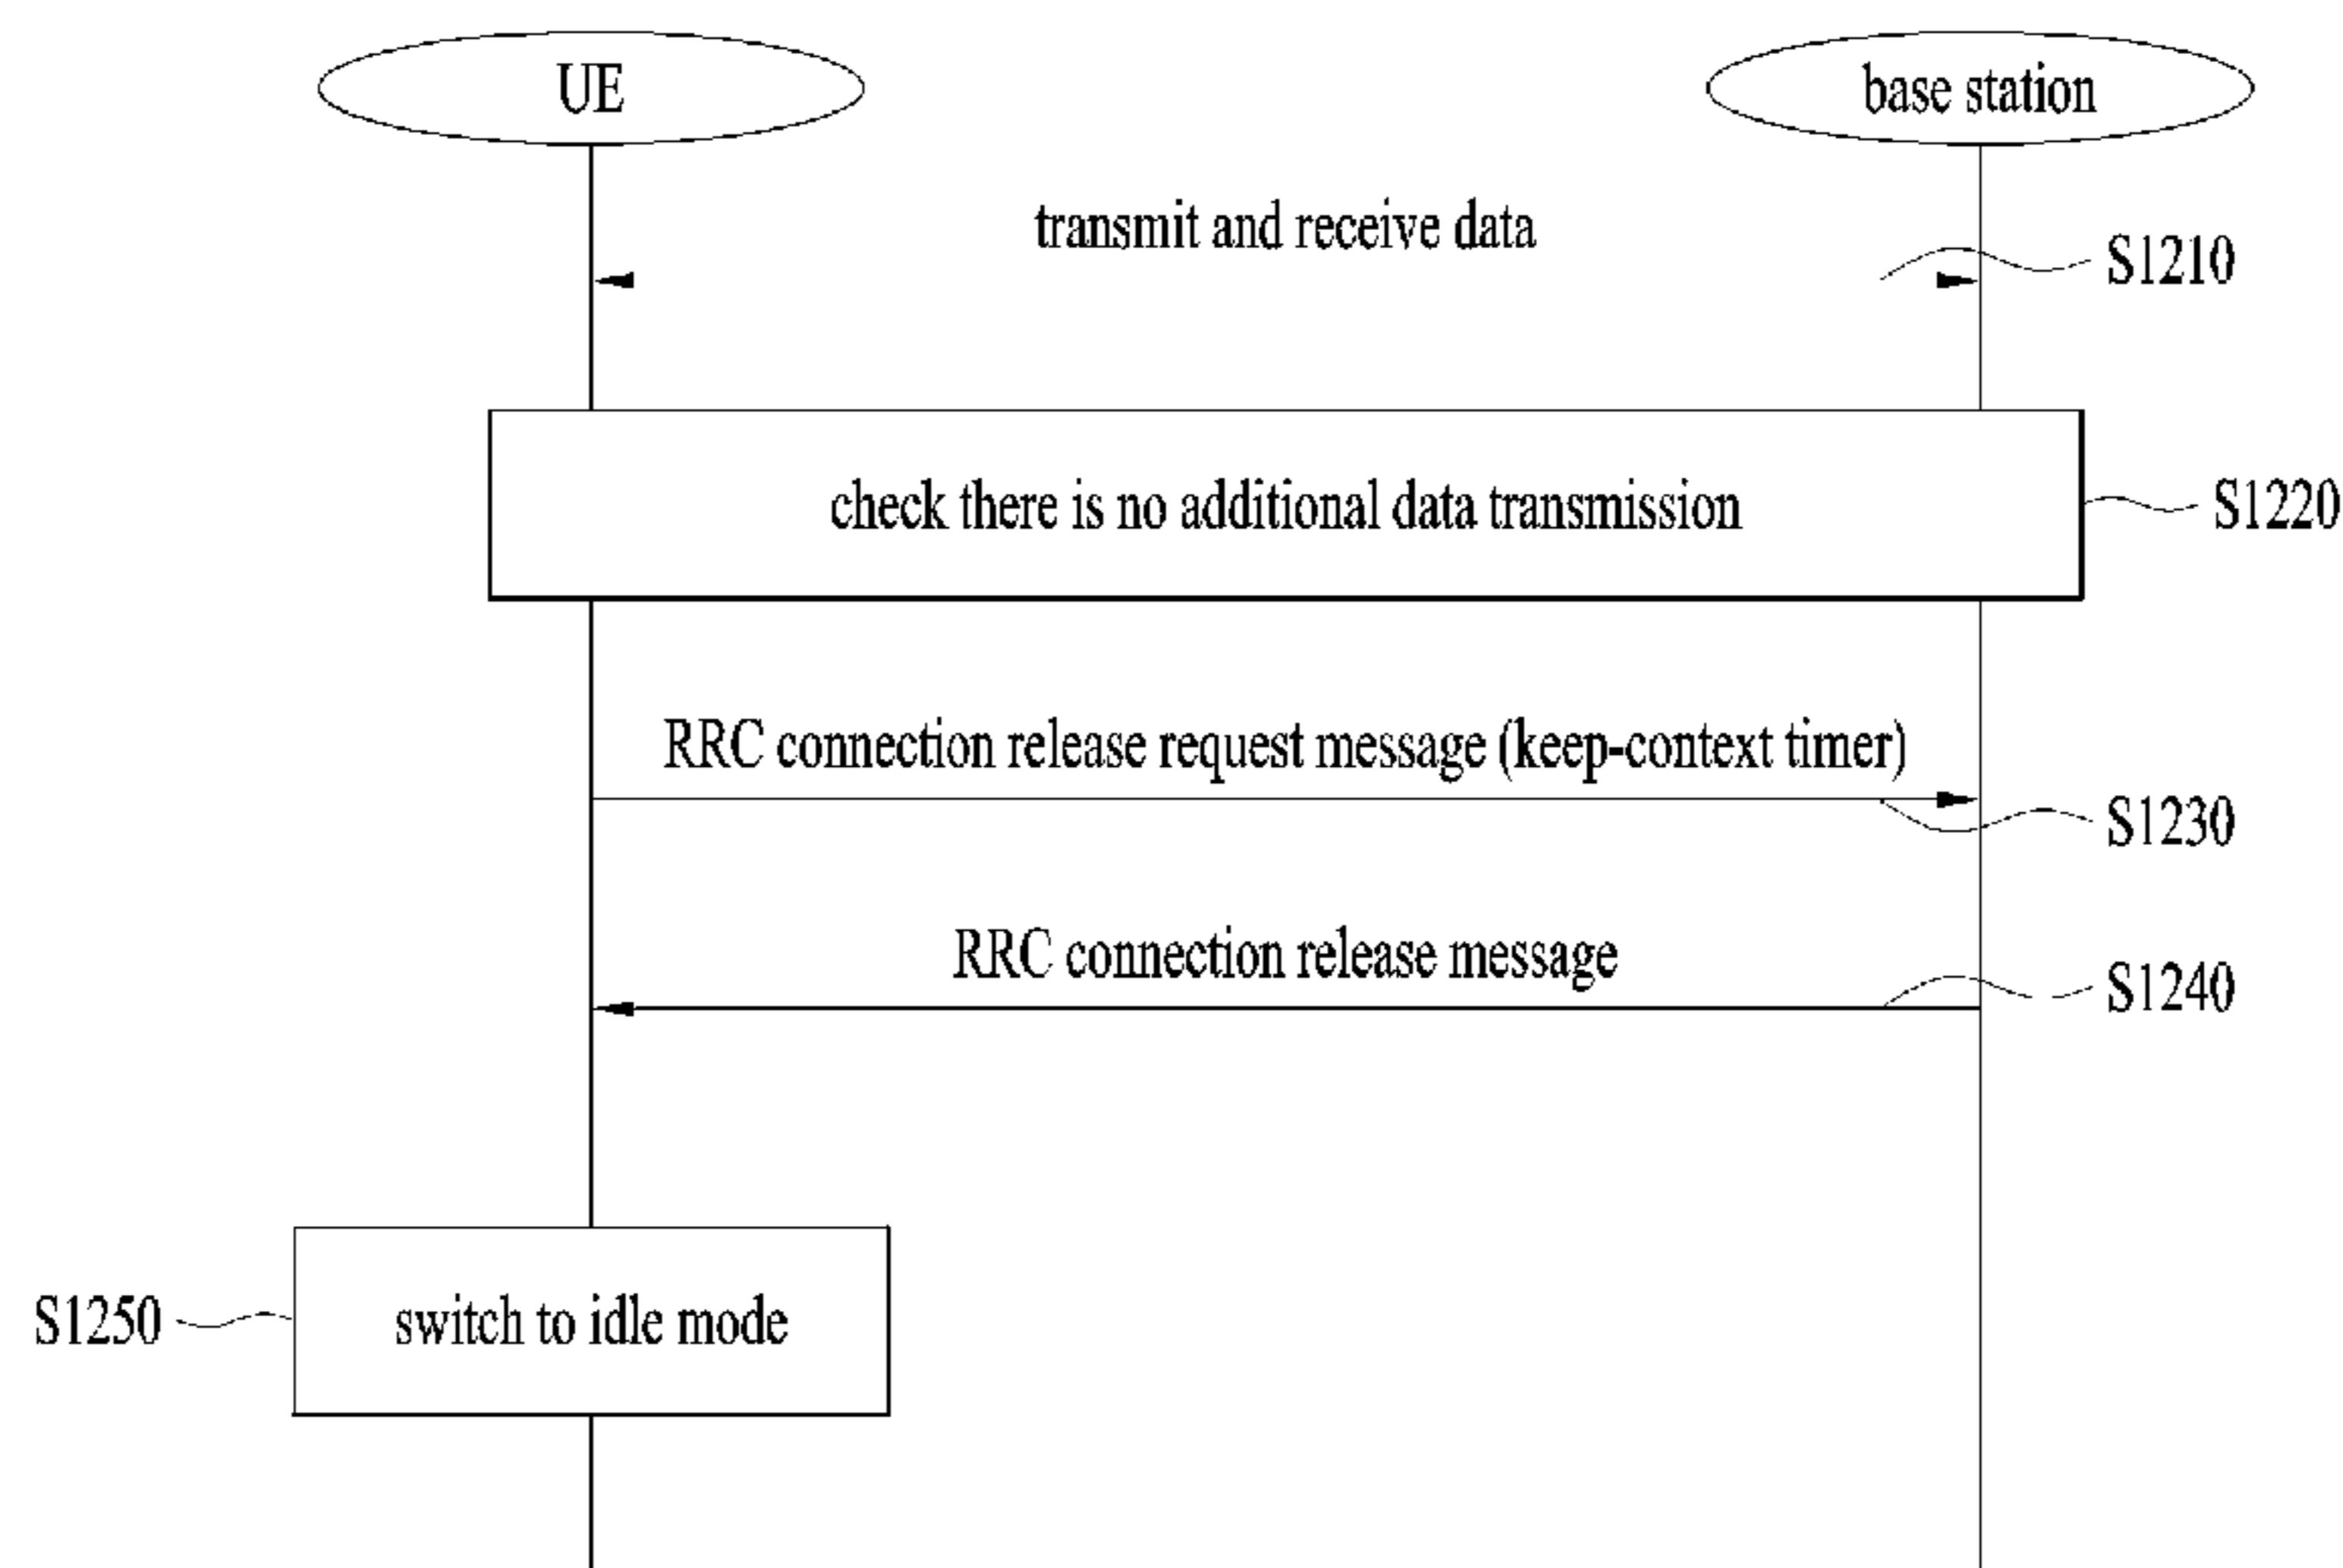 UE
base station
transmit and receive data
S1210
check there is no additional data transmission
S1220
RRC connection release request message (keep-context timer)
S1230
RRC connection release message
S1240
S1250
switch to idle mode